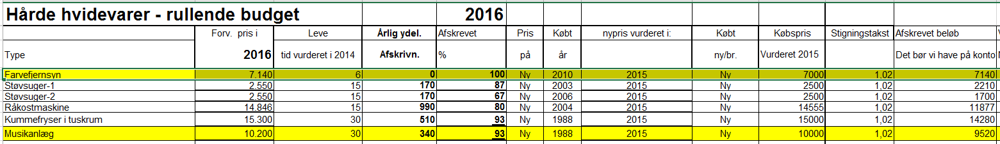 Hårde hvidevarer - rullende budget 2016
Forv. pris i Leve Årlig ydel. Afskrevet Pris Købt nypris vurderet i: Købt Købspris Stigningstakst Afskrevet beløb
Type 2016 tid vurderet i 2014 Afskrivn. % på år ny/br. Vurderet 2015 Det bør vi have på konto
Farvefjernsyn 7.140 6 0 100 Ny 2010 2015 Ny 7000 1,02 7140
Støvsuger-1 2.550 15 170 87 Ny 2003 2015 Ny 2500 1,02 2210
Støvsuger-2 2.550 15 170 67 Ny 2006 2015 Ny 2500 1,02 1700
Råkostmaskine 14.846 15 990 80 Ny 2004 2015 Ny 14555 1,02 11877
Kummefryser i tuskrum 15.300 30 510 93 Ny 1988 2015 Ny 15000 1,02 14280
Musikanlæg 10.200 30 340 93 Ny 1988 2015 Ny 10000 1,02 9520